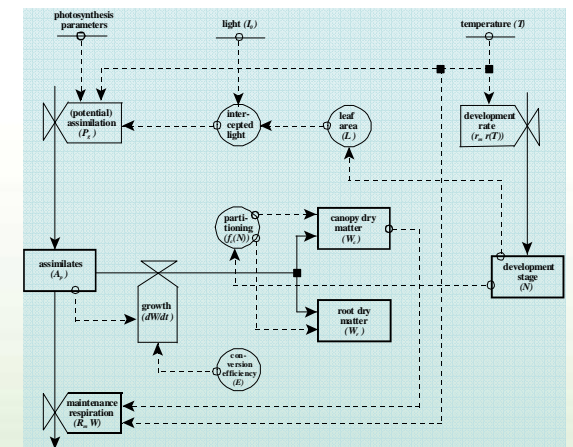 photosynthesis
parameters
light (I₀)
temperature (T)
(potential)
assimilation
(Pg)
inter-
cepted
light
leaf
area
(L)
development
rate
(rm r(T))
parti-
tioning
(fc(N))
canopy dry
matter
(Wc)
assimilates
(Ap)
development
stage
(N)
growth
(dW/dt)
root dry
matter
(Wr)
con-
version
efficiency
(E)
maintenance
respiration
(Rm W)